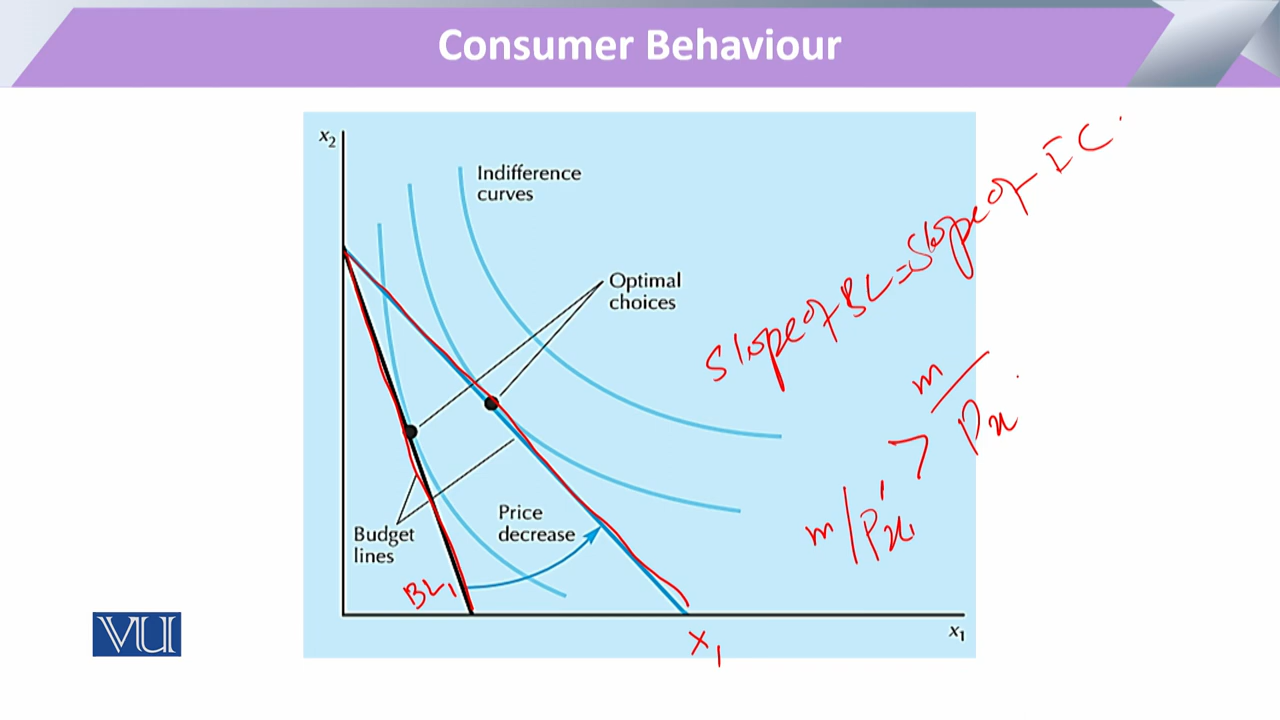 Consumer Behaviour
x2
Indifference
curves
Optimal
choices
Slope of BL = Slope of IC
m
Px
>
m/Px1'
Price
decrease
Budget
lines
BL1
x1
X1
VU